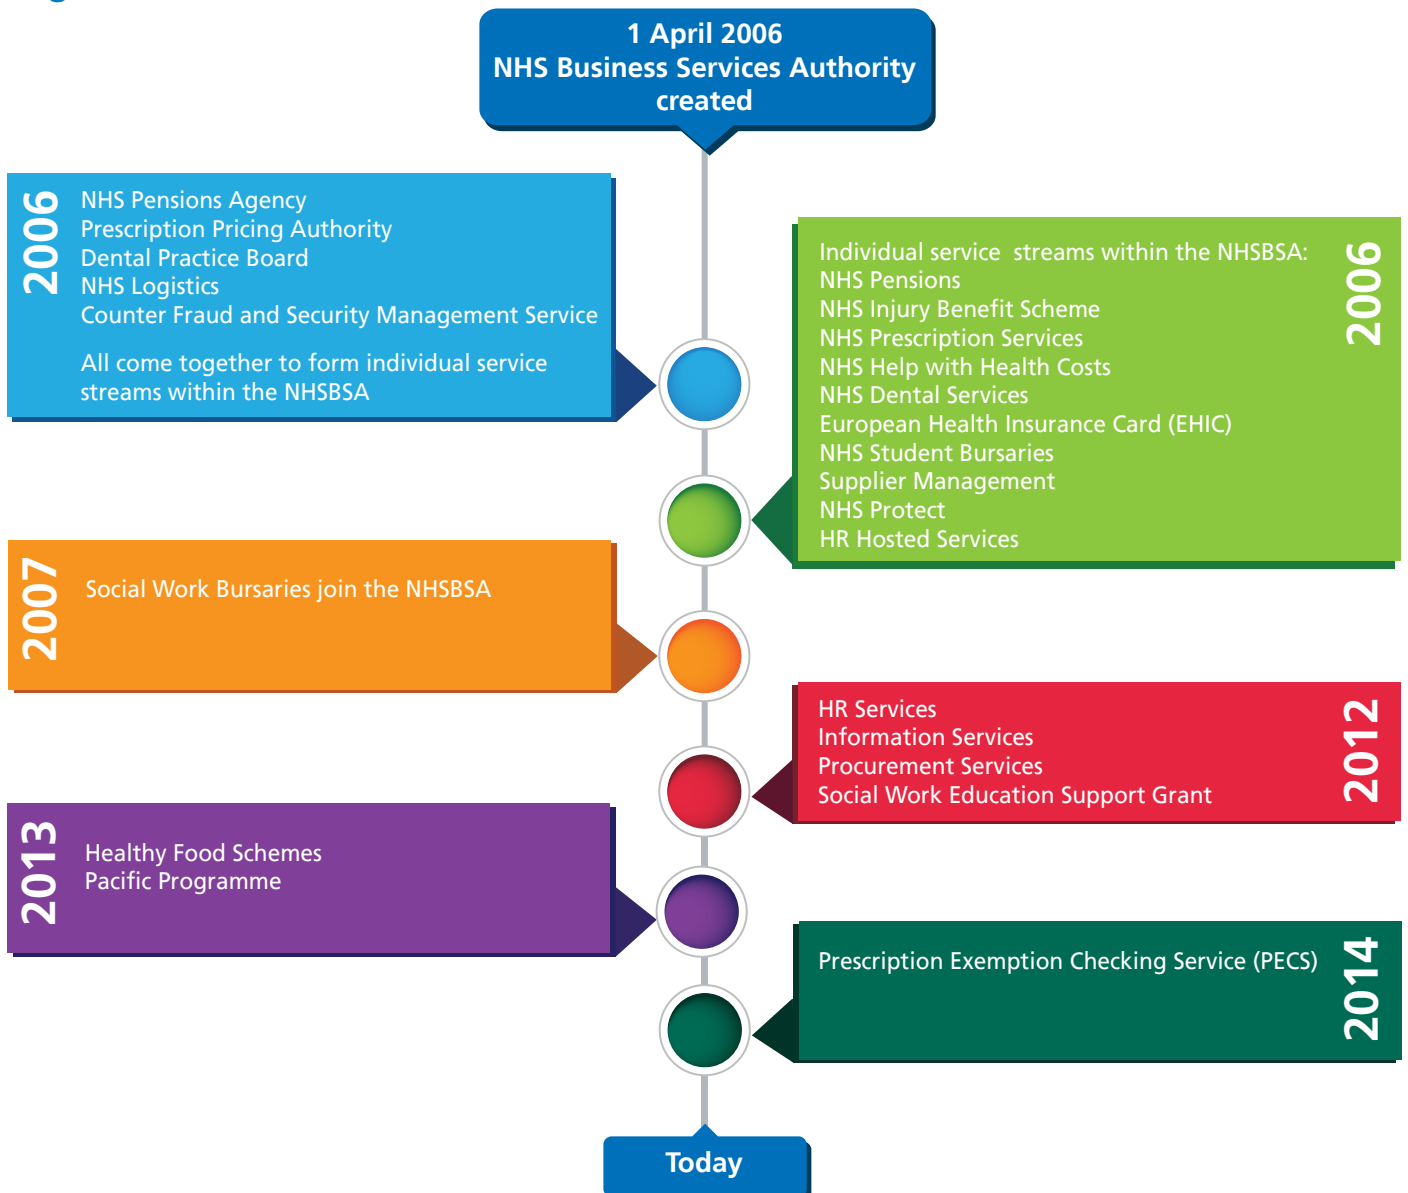 1 April 2006
NHS Business Services Authority
created
2006
NHS Pensions Agency
Prescription Pricing Authority
Dental Practice Board
NHS Logistics
Counter Fraud and Security Management Service
All come together to form individual service
streams within the NHSBSA
Individual service streams within the NHSBSA:
NHS Pensions
NHS Injury Benefit Scheme
NHS Prescription Services
NHS Help with Health Costs
NHS Dental Services
European Health Insurance Card (EHIC)
NHS Student Bursaries
Supplier Management
NHS Protect
HR Hosted Services
2006
2007
Social Work Bursaries join the NHSBSA
HR Services
Information Services
Procurement Services
Social Work Education Support Grant
2012
2013
Healthy Food Schemes
Pacific Programme
Prescription Exemption Checking Service (PECS)
2014
Today